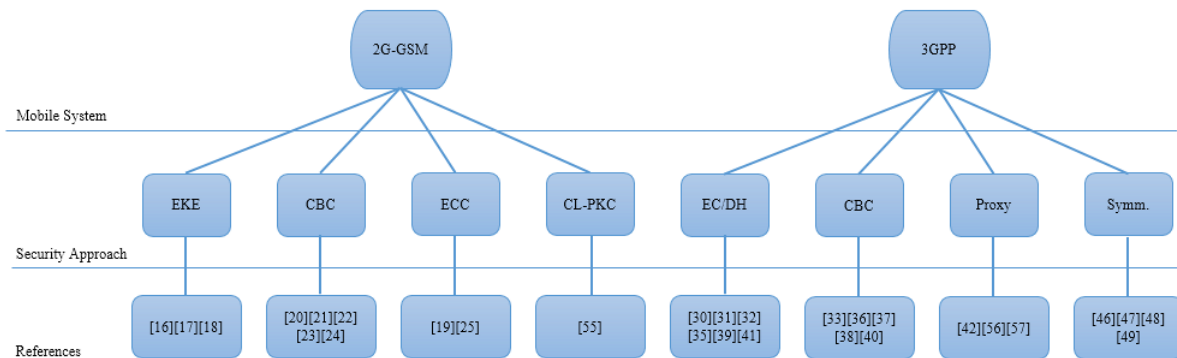 2G-GSM
3GPP
Mobile System
EKE
CBC
ECC
CL-PKC
EC/DH
CBC
Proxy
Symm.
Security Approach
[16][17][18]
[20][21][22]
[23][24]
[19][25]
[55]
[30][31][32]
[35][39][41]
[33][36][37]
[38][40]
[42][56][57]
[46][47][48]
[49]
References